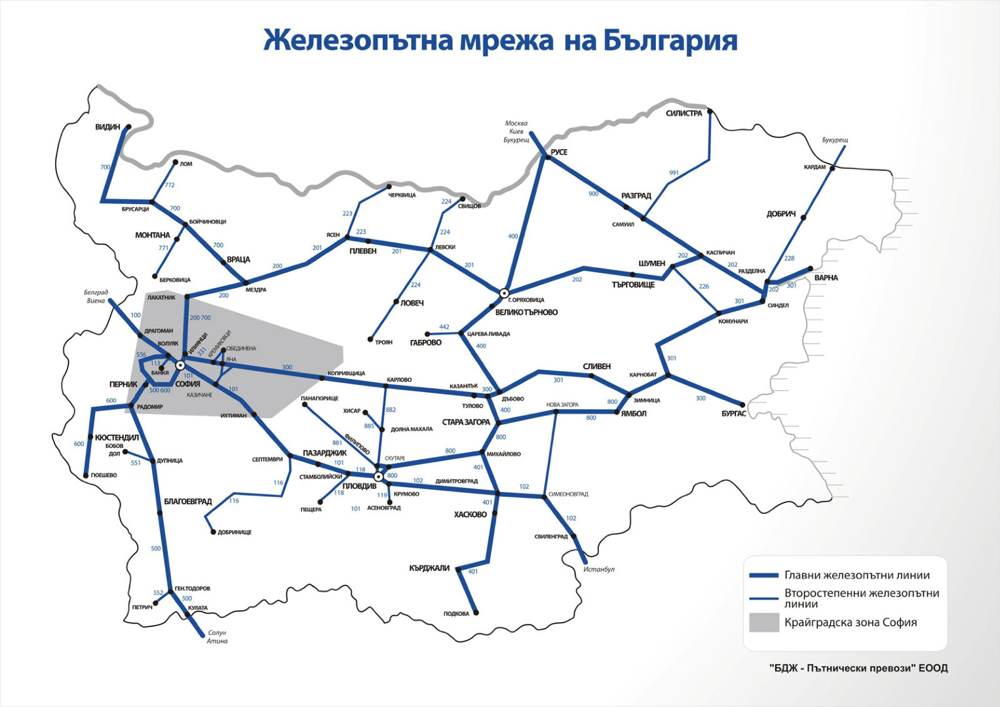 Железопътна мрежа на България
Москва
Киев
Букурещ
СИЛИСТРА
ВИДИН
Букурещ
РУСЕ
ЛОМ
700
КАРДАМ
991
772
ЧЕРКВИЦА
900
РАЗГРАД
224
СВИЩОВ
БРУСАРЦИ
700
223
ДОБРИЧ
БОЙЧИНОВЦИ
САМУИЛ
МОНТАНА
ЯСЕН
223
224
400
771
700
201
ПЛЕВЕН
201
ЛЕВСКИ
КАСПИЧАН
ВРАЦА
202
228
200
201
ШУМЕН
202
РАЗДЕЛНА
БЕРКОВИЦА
202
ТЪРГОВИЩЕ
226
301
ВАРНА
Белград
Виена
МЕЗДРА
224
202
ЛАКАТНИК
200
Г. ОРЯХОВИЦА
301
СИНДЕЛ
ЛОВЕЧ
ВЕЛИКО ТЪРНОВО
100
200 700
КОМУНАРИ
442
ДРАГОМАН
ЦАРЕВА ЛИВАДА
ВОЛУЯК
ИЛИЯНЦИ
КРЕМИКОВЦИ
ТРОЯН
ГАБРОВО
400
331
ОБЕДИНЕНА
556
113
ЯНА
301
БАНКЯ
300
КОПРИВЩИЦА
СЛИВЕН
101
КАРЛОВО
301
КАРНОБАТ
ПЕРНИК
СОФИЯ
КАЗАНЛЪК
500 600
101
300
КАЗИЧАНЕ
ПАНАГЮРИЩЕ
ДЪБОВО
300
600
ТУЛОВО
800
ЗИМНИЦА
РАДОМИР
ХИСАР
882
400
НОВА ЗАГОРА
ЯМБОЛ
БУРГАС
ИХТИМАН
СТАРА ЗАГОРА
800
885
ДОЛНА МАХАЛА
КЮСТЕНДИЛ
800
600
БОБОВ
ДОЛ
881
ФИЛИПОВО
ПАЗАРДЖИК
800
МИХАЙЛОВО
СЕПТЕМВРИ
СКУТАРЕ
551
ДУПНИЦА
101
118
401
ПОЕШЕВО
СТАМБОЛИЙСКИ
800
116
ПЛОВДИВ
102
ДИМИТРОВГРАД
102
118
119
КРУМОВО
СИМЕОНОВГРАД
БЛАГОЕВГРАД
116
401
ПЕЩЕРА
101
АСЕНОВГРАД
ХАСКОВО
102
ДОБРИНИЩЕ
СВИЛЕНГРАД
500
КЪРДЖАЛИ
401
Истанбул
ГЕН.ТОДОРОВ
552
500
ПЕТРИЧ
КУЛАТА
ПОДКОВА
Солун
Атина
Главни железопътни линии
Второстепенни железопътни
линии
Крайградска зона София
"БДЖ - Пътнически превози" ЕООД